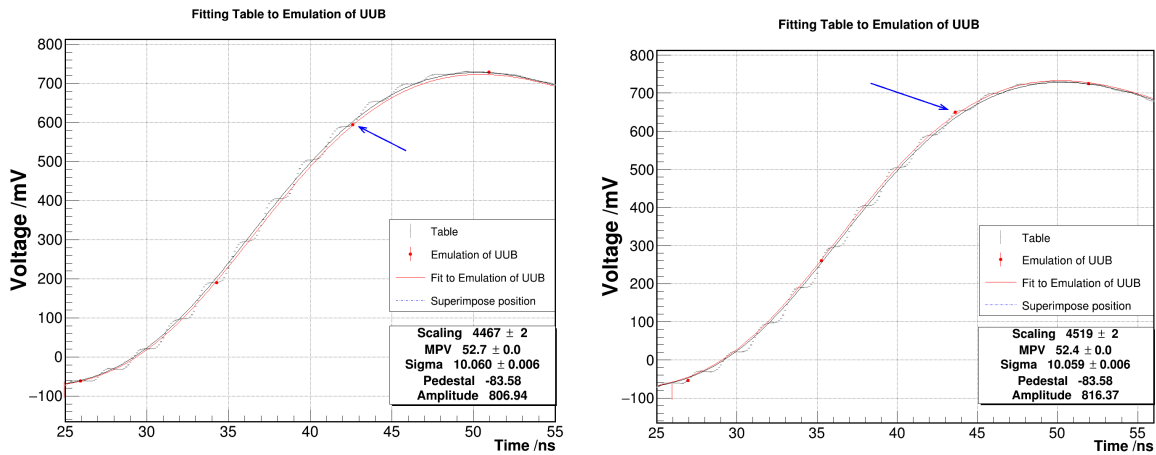 Fitting Table to Emulation of UUB
800
700
600
500
400
300
200
100
0
−100
Voltage /mV
25 30 35 40 45 50 55
Time /ns
Table
Emulation of UUB
Fit to Emulation of UUB
Superimpose position
Scaling 4467 ± 2
MPV 52.7 ± 0.0
Sigma 10.060 ± 0.006
Pedestal -83.58
Amplitude 806.94
Fitting Table to Emulation of UUB
800
700
600
500
400
300
200
100
0
−100
Voltage /mV
25 30 35 40 45 50 55
Time /ns
Table
Emulation of UUB
Fit to Emulation of UUB
Superimpose position
Scaling 4519 ± 2
MPV 52.4 ± 0.0
Sigma 10.059 ± 0.006
Pedestal -83.58
Amplitude 816.37